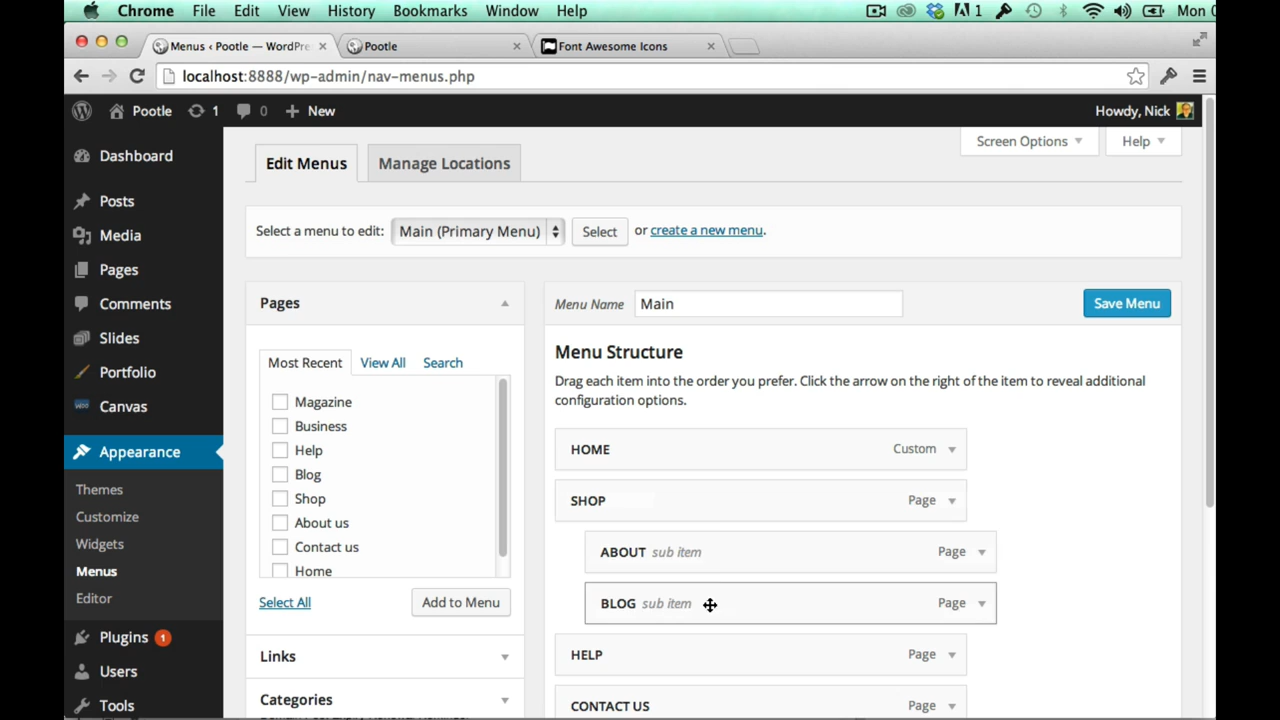 Chrome File Edit View History Bookmarks Window Help 1 Mon
Menus ‹ Pootle — WordPre Pootle Font Awesome Icons
localhost:8888/wp-admin/nav-menus.php
Pootle 1 0 New Howdy, Nick
Dashboard
Posts
Media
Pages
Comments
Slides
Portfolio
Canvas
Appearance
Themes
Customize
Widgets
Menus
Editor
Plugins 1
Users
Tools
Screen Options Help
Edit Menus Manage Locations
Select a menu to edit: Main (Primary Menu) Select or create a new menu.
Pages
Most Recent View All Search
Magazine
Business
Help
Blog
Shop
About us
Contact us
Home
Select All Add to Menu
Links
Categories
Menu Name Main Save Menu
Menu Structure
Drag each item into the order you prefer. Click the arrow on the right of the item to reveal additional
configuration options.
HOME Custom
SHOP Page
ABOUT sub item Page
BLOG sub item Page
HELP Page
CONTACT US Page